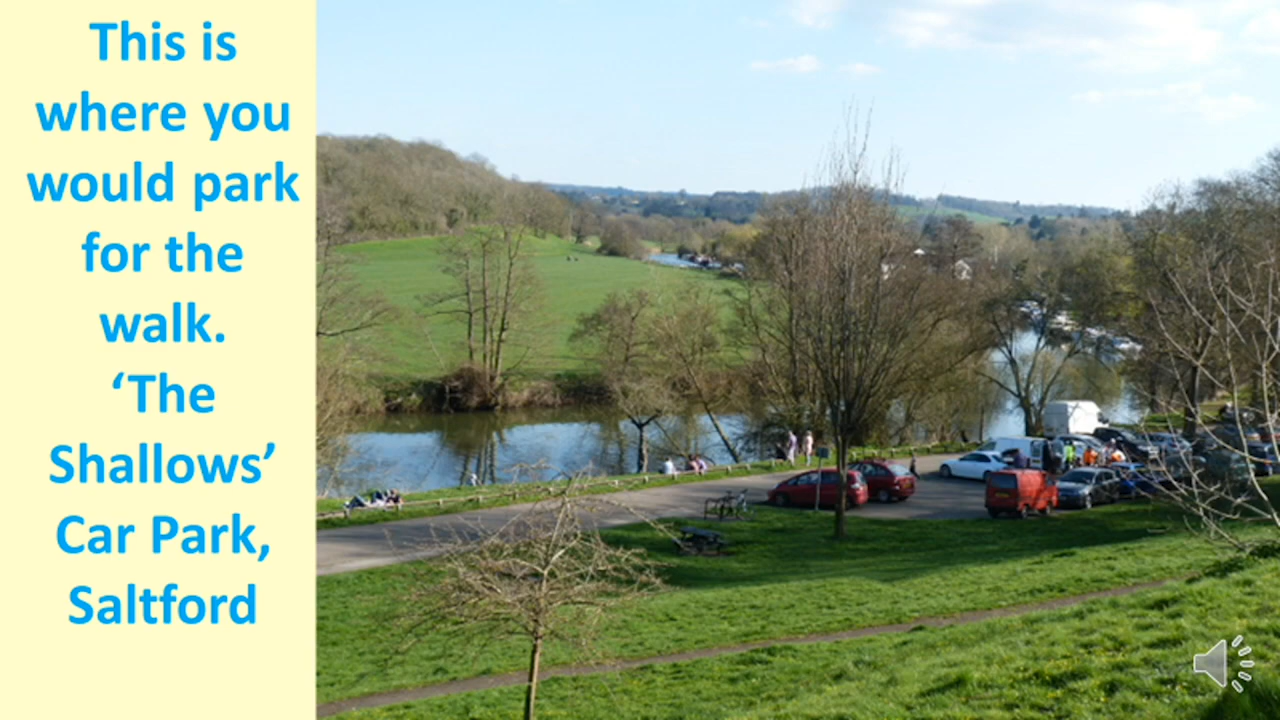 This is
where you
would park
for the
walk.
‘The
Shallows’
Car Park,
Saltford